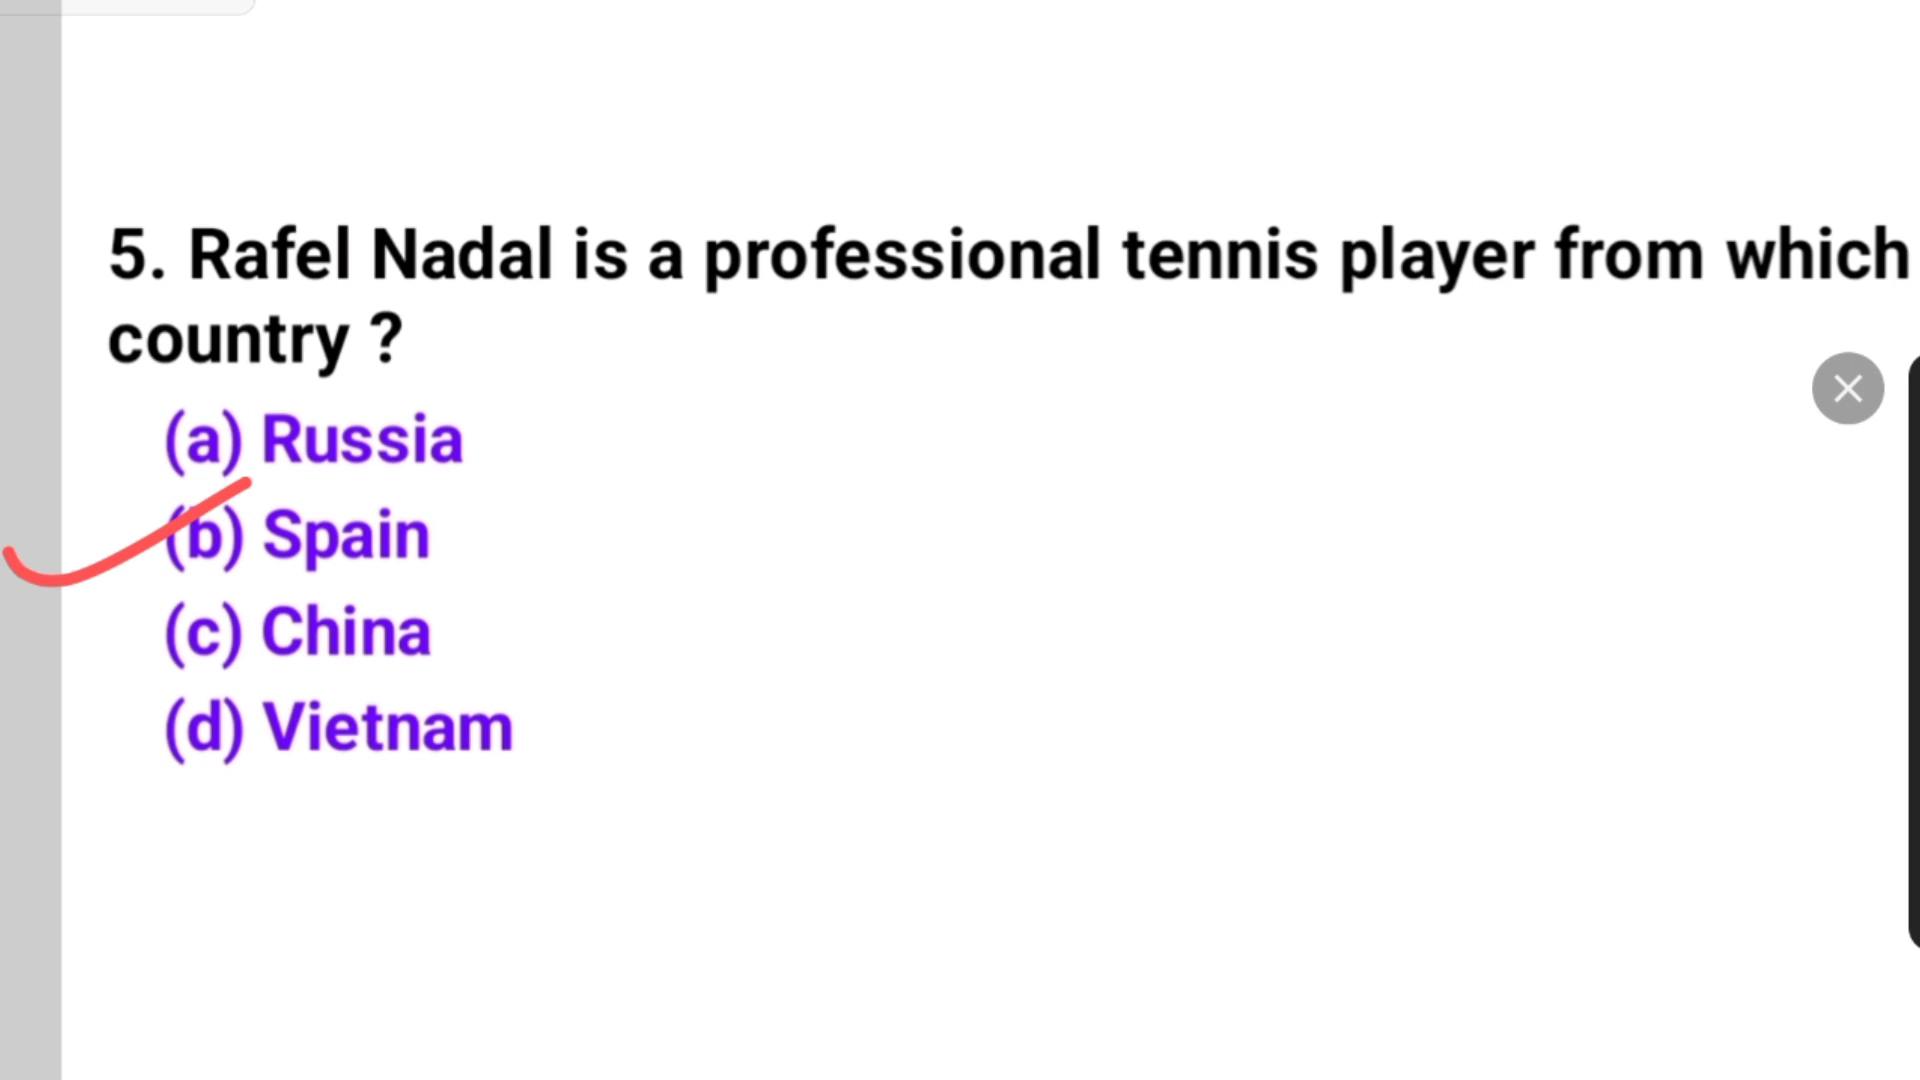 5. Rafel Nadal is a professional tennis player from which
country ?
(a) Russia
(b) Spain
(c) China
(d) Vietnam